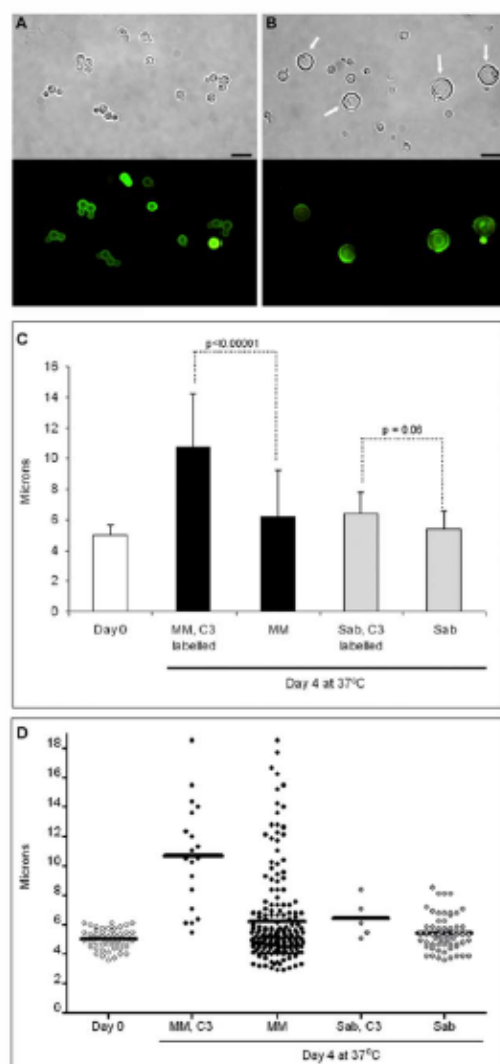 A
B
C
p<0.00001
p = 0.06
Microns
16
14
12
10
8
6
4
2
0
Day 0
MM, C3 labelled
MM
Sab, C3 labelled
Sab
Day 4 at 37⁰C
D
Microns
18
16
14
12
10
8
6
4
2
0
Day 0
MM, C3
MM
Sab, C3
Sab
Day 4 at 37⁰C